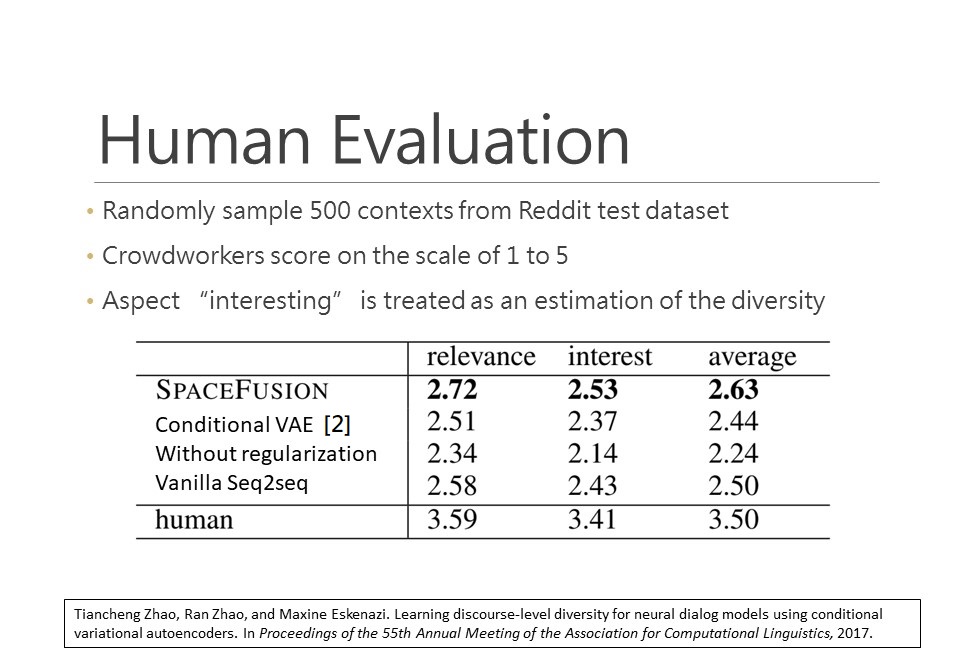 Human Evaluation
• Randomly sample 500 contexts from Reddit test dataset
• Crowdworkers score on the scale of 1 to 5
• Aspect “interesting” is treated as an estimation of the diversity
relevance interest average
SPACEFUSION 2.72 2.53 2.63
Conditional VAE [2] 2.51 2.37 2.44
Without regularization 2.34 2.14 2.24
Vanilla Seq2seq 2.58 2.43 2.50
human 3.59 3.41 3.50
Tiancheng Zhao, Ran Zhao, and Maxine Eskenazi. Learning discourse-level diversity for neural dialog models using conditional
variational autoencoders. In Proceedings of the 55th Annual Meeting of the Association for Computational Linguistics, 2017.